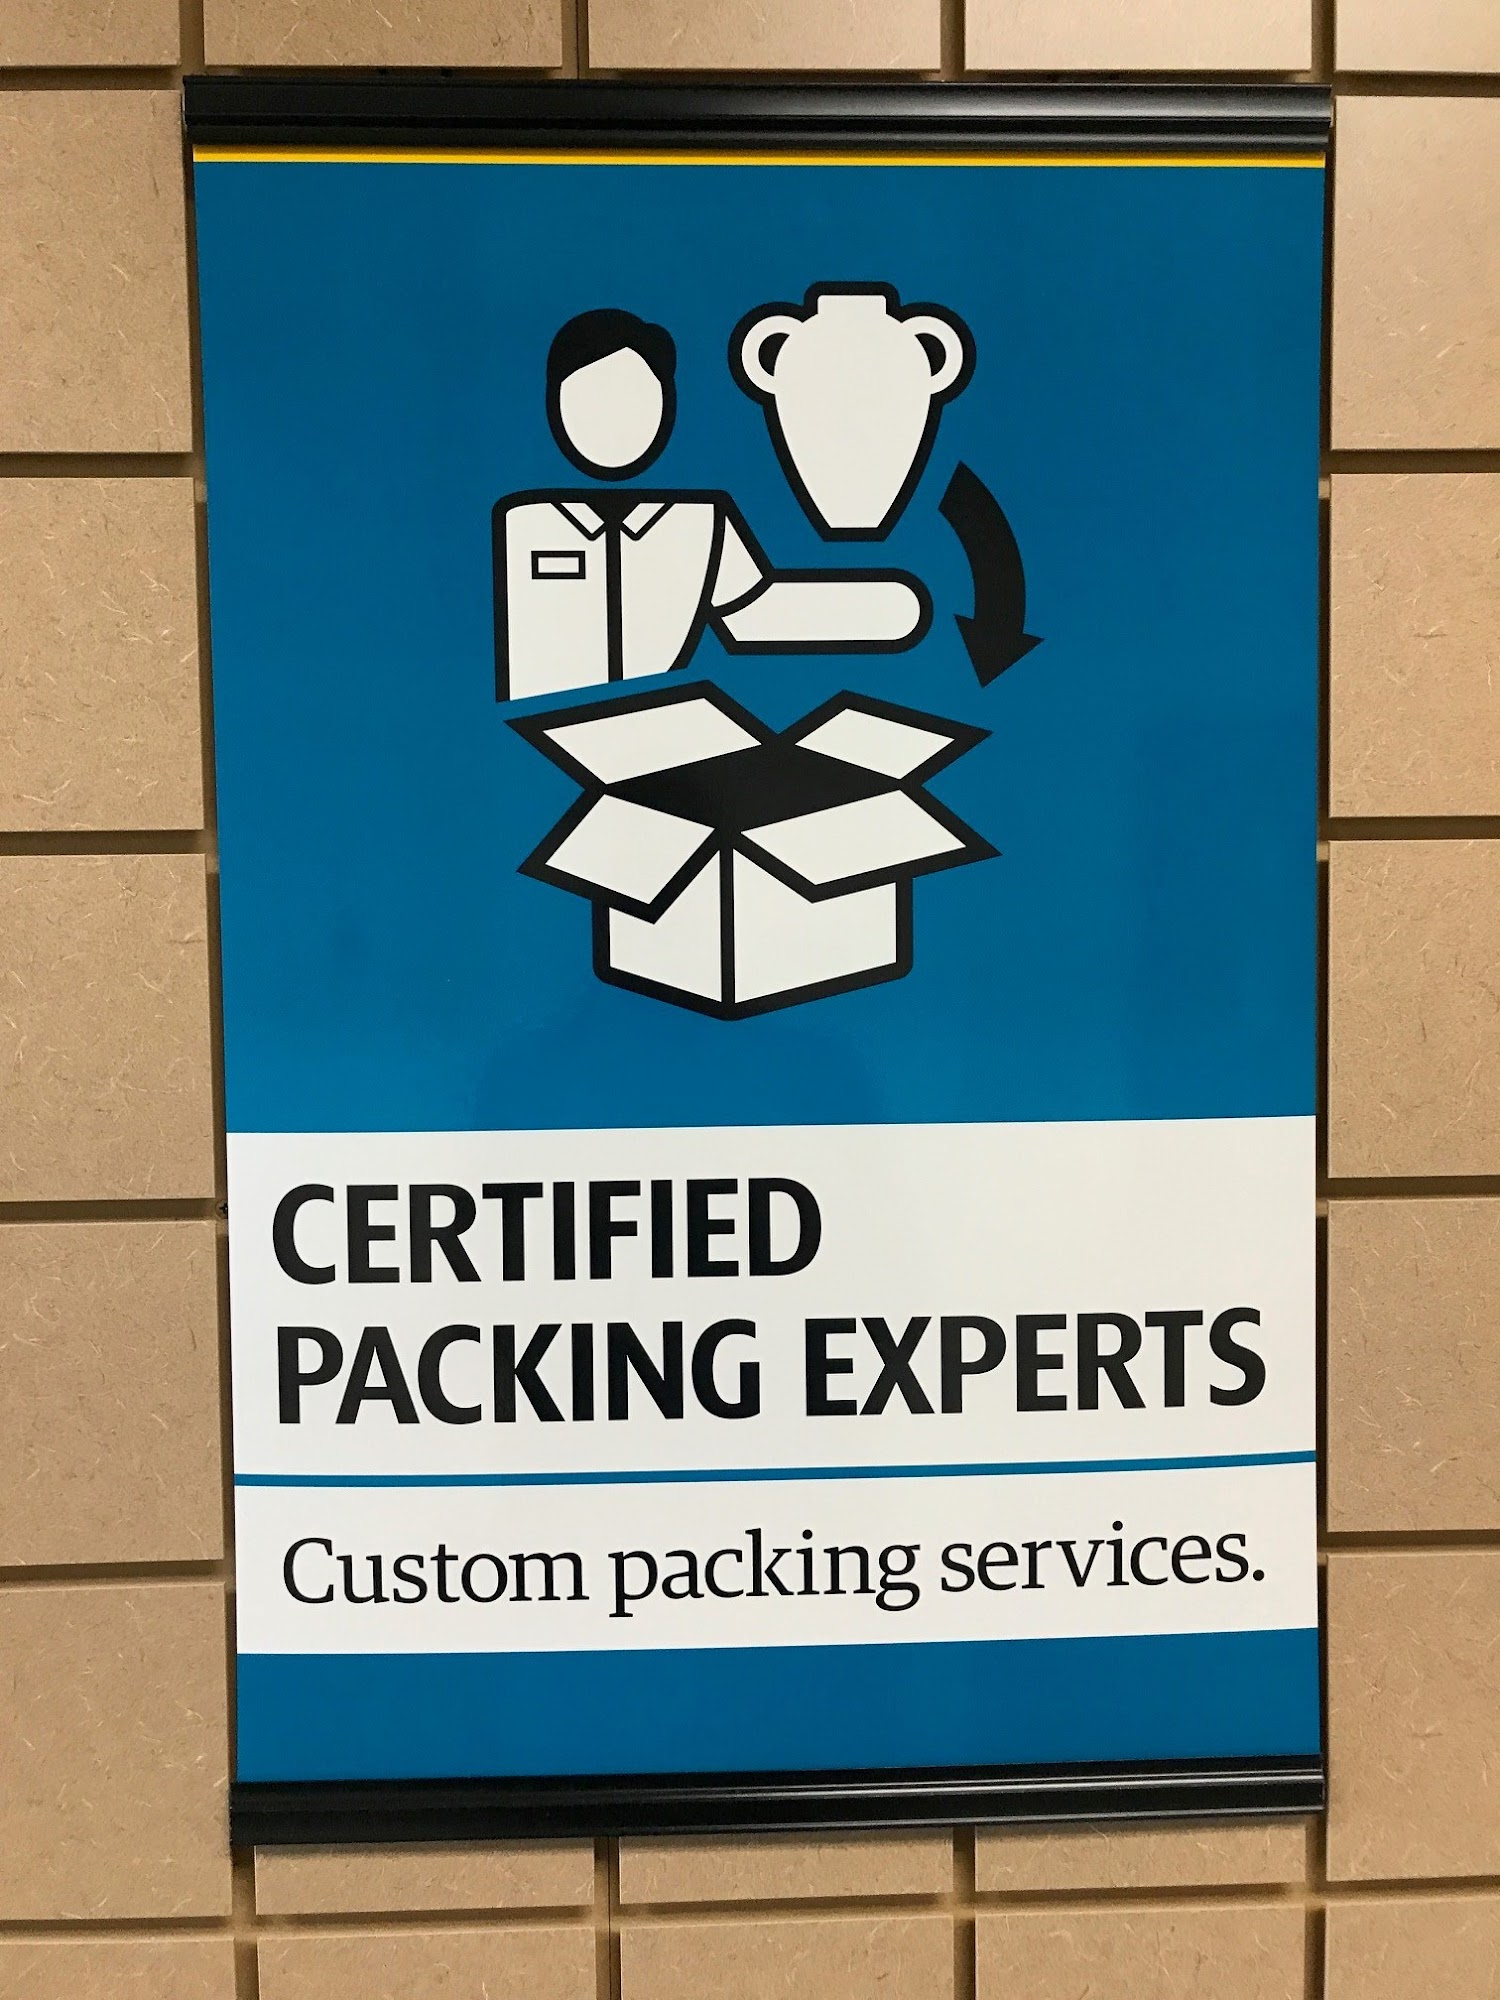 CERTIFIED
PACKING EXPERTS
Custom packing services.